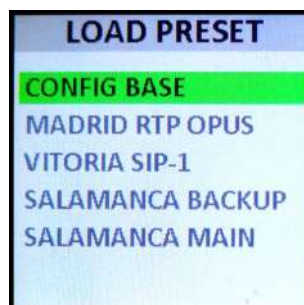 LOAD PRESET
CONFIG BASE
MADRID RTP OPUS
VITORIA SIP-1
SALAMANCA BACKUP
SALAMANCA MAIN